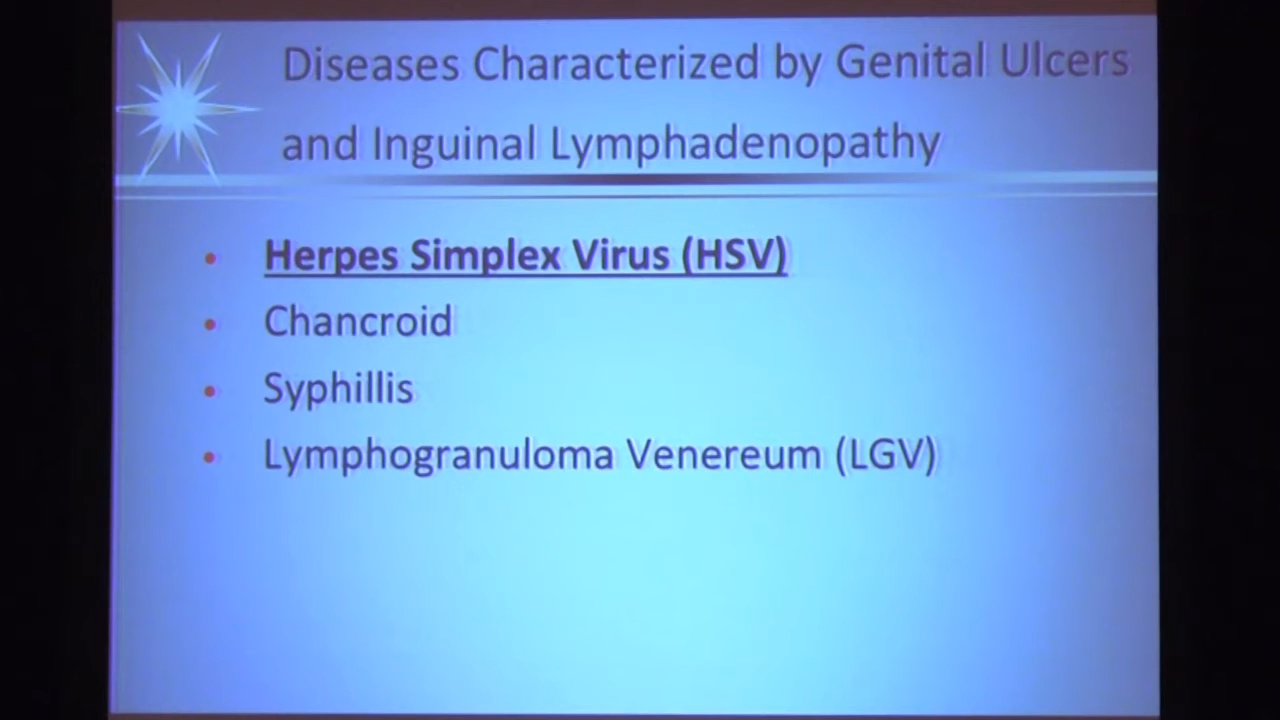 Diseases Characterized by Genital Ulcers
and Inguinal Lymphadenopathy
Herpes Simplex Virus (HSV)
Chancroid
Syphillis
Lymphogranuloma Venereum (LGV)